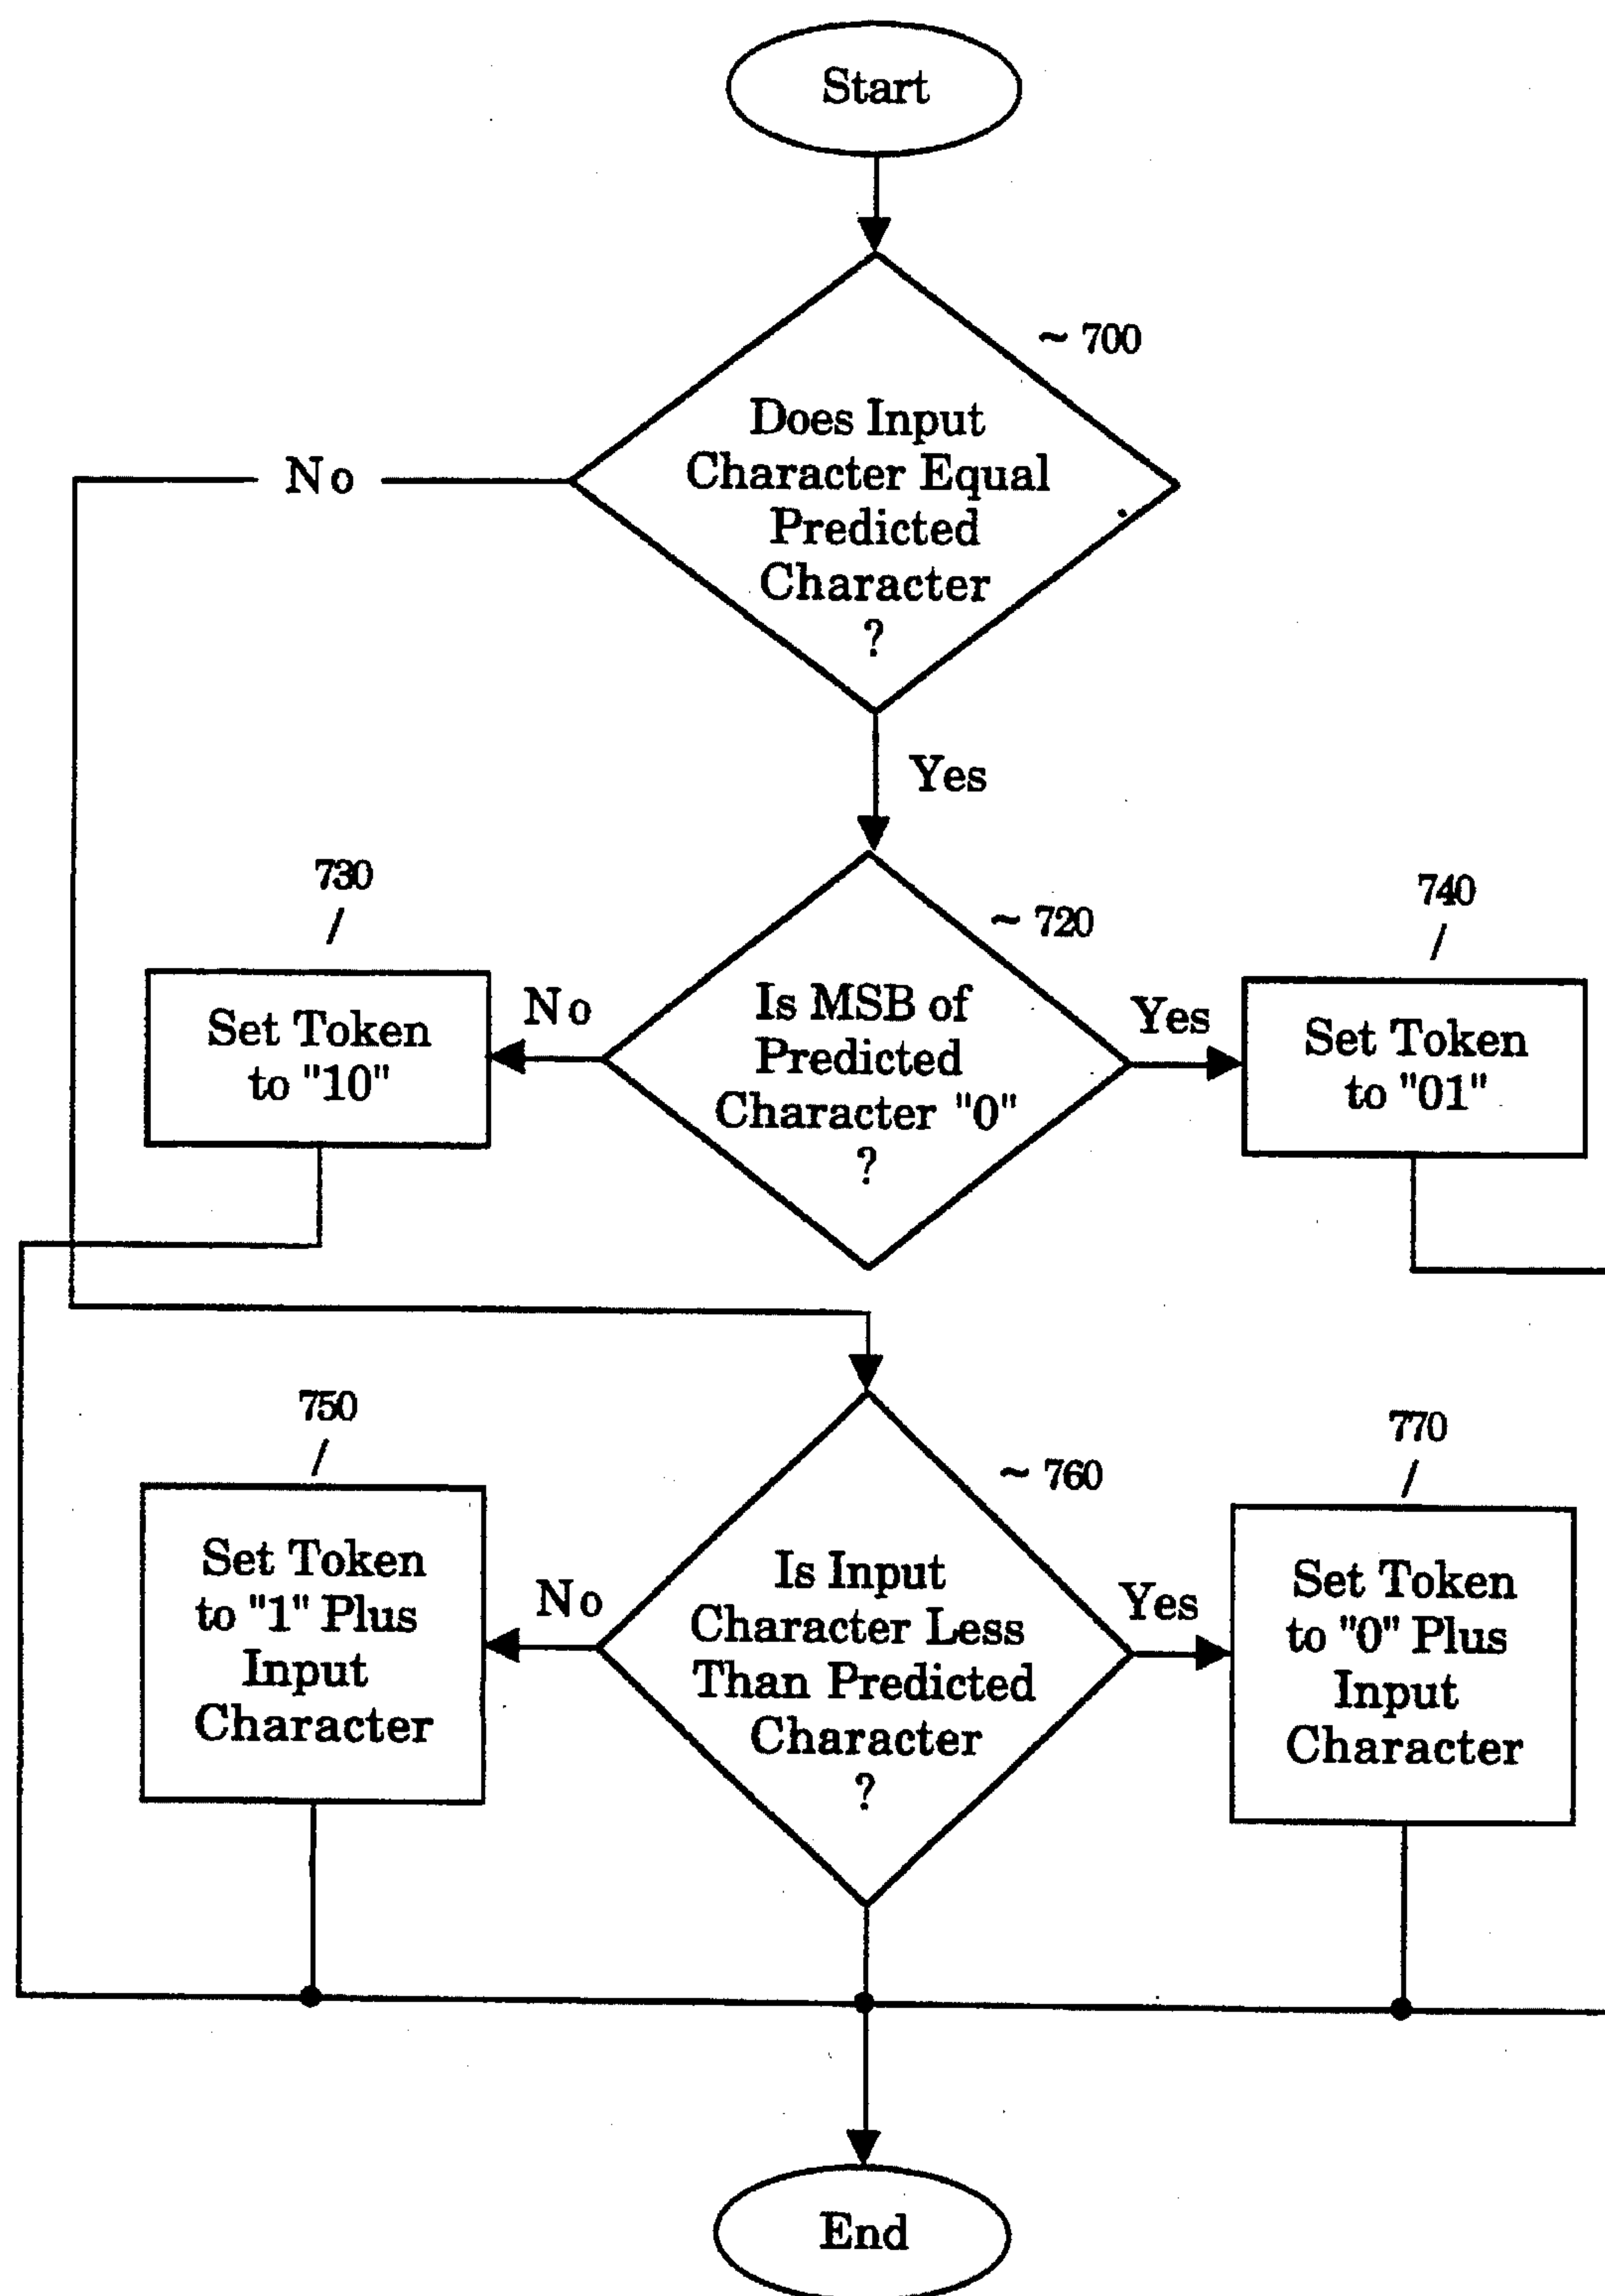 Start
~ 700
Does Input
Character Equal
Predicted
Character
?
No
Yes
730
/
~ 720
740
/
Set Token
to "10"
No
Is MSB of
Predicted
Character "0"
?
Yes
Set Token
to "01"
750
/
~ 760
770
/
Set Token
to "1" Plus
Input
Character
No
Is Input
Character Less
Than Predicted
Character
?
Yes
Set Token
to "0" Plus
Input
Character
End